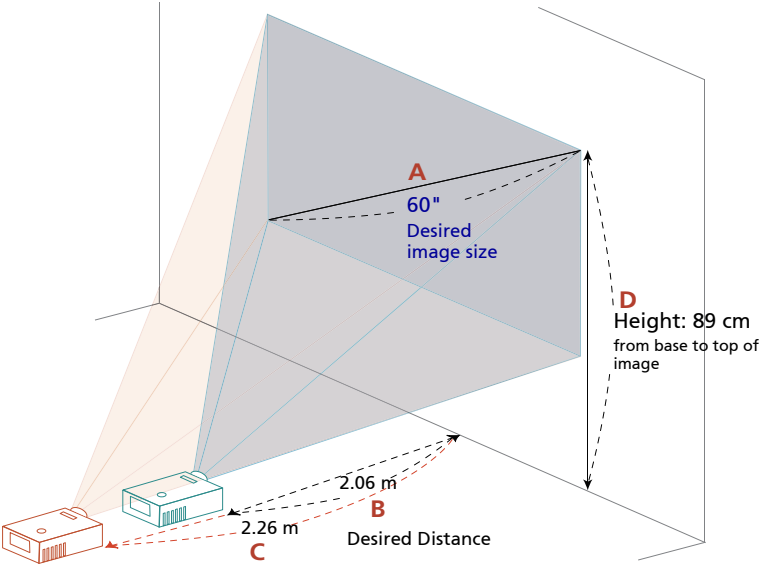 A
60"
Desired
image size
D
Height: 89 cm
from base to top of
image
2.06 m
B
2.26 m
C
Desired Distance